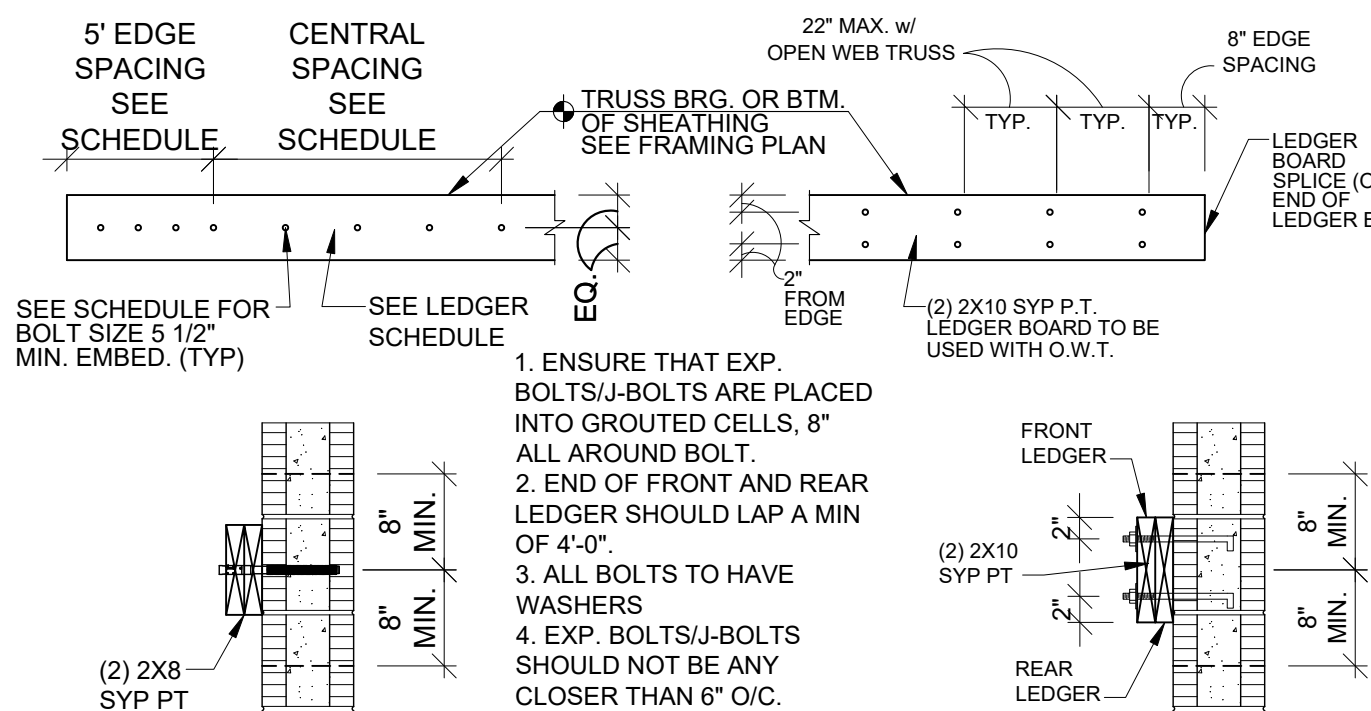 5' EDGE
SPACING
SEE
SCHEDULE
CENTRAL
SPACING
SEE
SCHEDULE
TRUSS BRG. OR BTM.
OF SHEATHING
SEE FRAMING PLAN
22" MAX. w/
OPEN WEB TRUSS
8" EDGE
SPACING
TYP.
TYP.
TYP.
LEDGER
BOARD
SPLICE (O
END OF
LEDGER B
SEE SCHEDULE FOR
BOLT SIZE 5 1/2"
MIN. EMBED. (TYP)
SEE LEDGER
SCHEDULE
EQ.
2"
FROM
EDGE
(2) 2X10 SYP P.T.
LEDGER BOARD TO BE
USED WITH O.W.T.
1. ENSURE THAT EXP.
BOLTS/J-BOLTS ARE PLACED
INTO GROUTED CELLS, 8"
ALL AROUND BOLT.
2. END OF FRONT AND REAR
LEDGER SHOULD LAP A MIN
OF 4'-0".
3. ALL BOLTS TO HAVE
WASHERS
4. EXP. BOLTS/J-BOLTS
SHOULD NOT BE ANY
CLOSER THAN 6" O/C.
8"
MIN.
8"
MIN.
(2) 2X8
SYP PT
FRONT
LEDGER
2"
(2) 2X10
SYP PT
2"
REAR
LEDGER
8"
MIN.
8"
MIN.